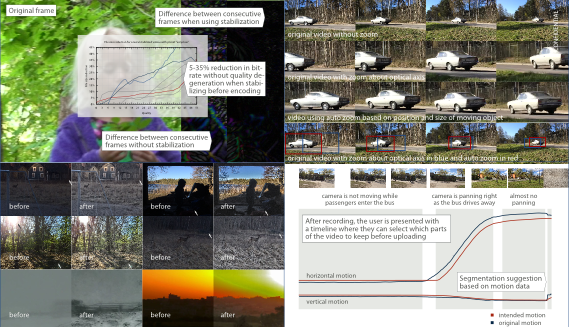 Original frame
Difference between consecutive
frames when using stabilization
5-35% reduction in bit-
rate without quality de-
generation when stabi-
lizing before encoding
Difference between consecutive
frames without stabilization
original video without zoom
original video with zoom about optical axis
video using auto zoom based on position and size of moving object
original video with zoom about optical axis in blue and auto zoom in red
before
after
before
after
before
after
before
after
before
after
before
after
camera is not moving while
passengers enter the bus
camera is panning right
as the bus drives away
almost no
panning
After recording, the user is presented with
a timeline where they can select which parts
of the video to keep before uploading
horizontal motion
Segmentation suggestion
based on motion data
vertical motion
intended motion
original motion